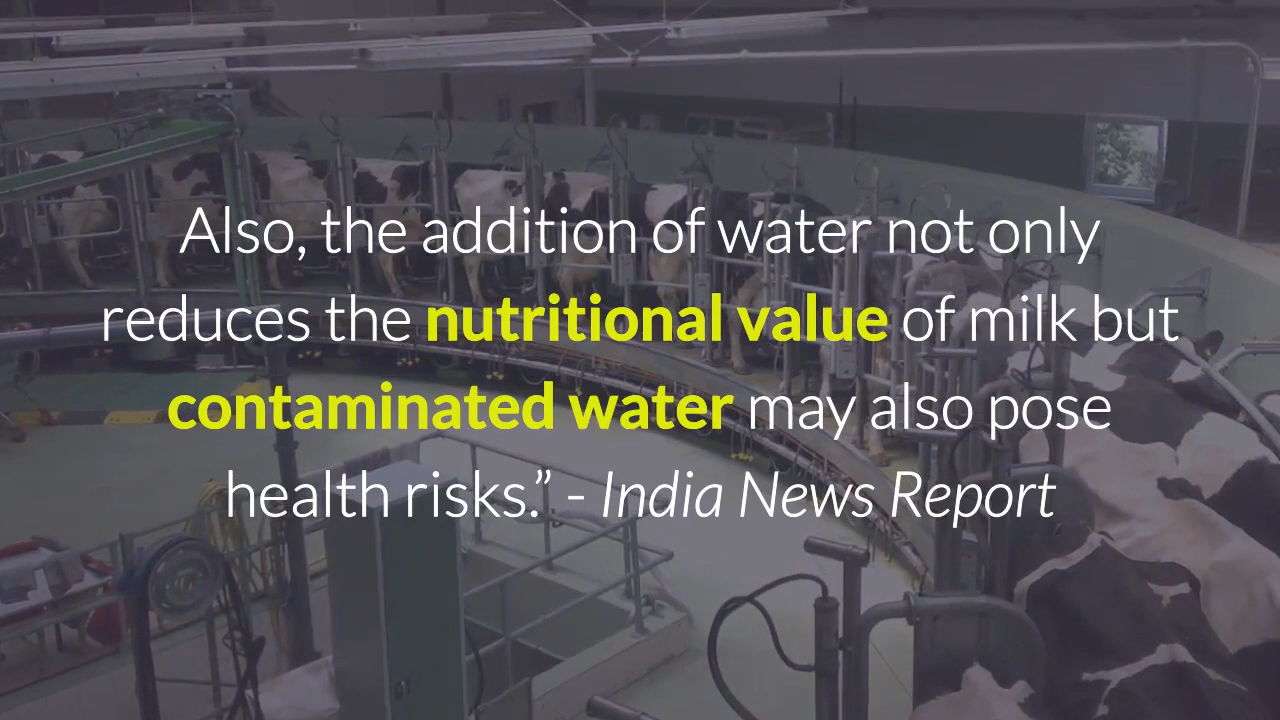 Also, the addition of water not only
reduces the nutritional value of milk but
contaminated water may also pose
health risks.” - India News Report